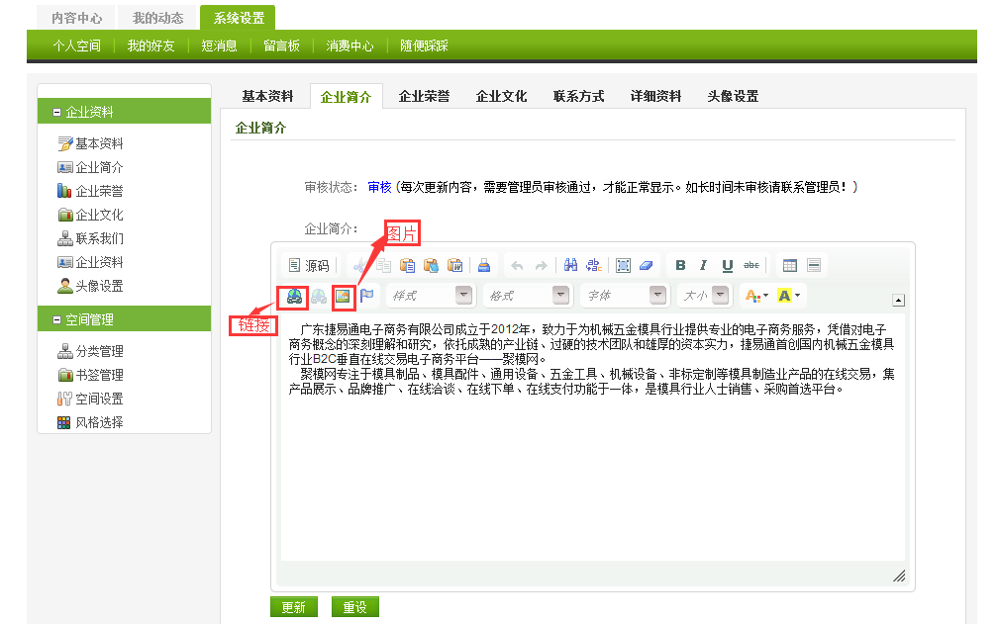 内容中心 我的动态 系统设置
个人空间 我的好友 短消息 留言板 消费中心 随便踩踩
基本资料 企业简介 企业荣誉 企业文化 联系方式 详细资料 头像设置
企业资料
基本资料
企业简介
企业荣誉
企业文化
联系我们
企业资料
头像设置
空间管理
分类管理
书签管理
空间设置
风格选择
企业简介
审核状态： 审核 (每次更新内容，需要管理员审核通过，才能正常显示。如长时间未审核请联系管理员！)
企业简介：
图片
源码 B I U abc
样式 格式 字体 大小 A A
链接
广东捷易通电子商务有限公司成立于2012年，致力于为机械五金模具行业提供专业的电子商务服务，凭借对电子
商务概念的深刻理解和研究，依托成熟的产业链、过硬的技术团队和雄厚的资本实力，捷易通首创国内机械五金模具
行业B2C垂直在线交易电子商务平台——聚模网。
聚模网专注于模具制品、模具配件、通用设备、五金工具、机械设备、非标定制等模具制造业产品的在线交易，集
产品展示、品牌推广、在线洽谈、在线下单、在线支付功能于一体，是模具行业人士销售、采购首选平台。
更新 重设